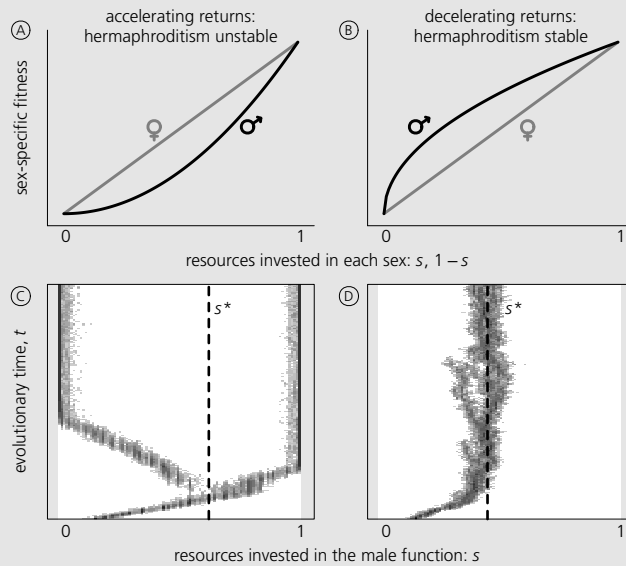 A
accelerating returns:
hermaphroditism unstable
B
decelerating returns:
hermaphroditism stable
sex-specific fitness
♀
♂
♂
♀
0
1
0
1
resources invested in each sex: s, 1 – s
C
s*
D
s*
evolutionary time, t
0
1
0
1
resources invested in the male function: s